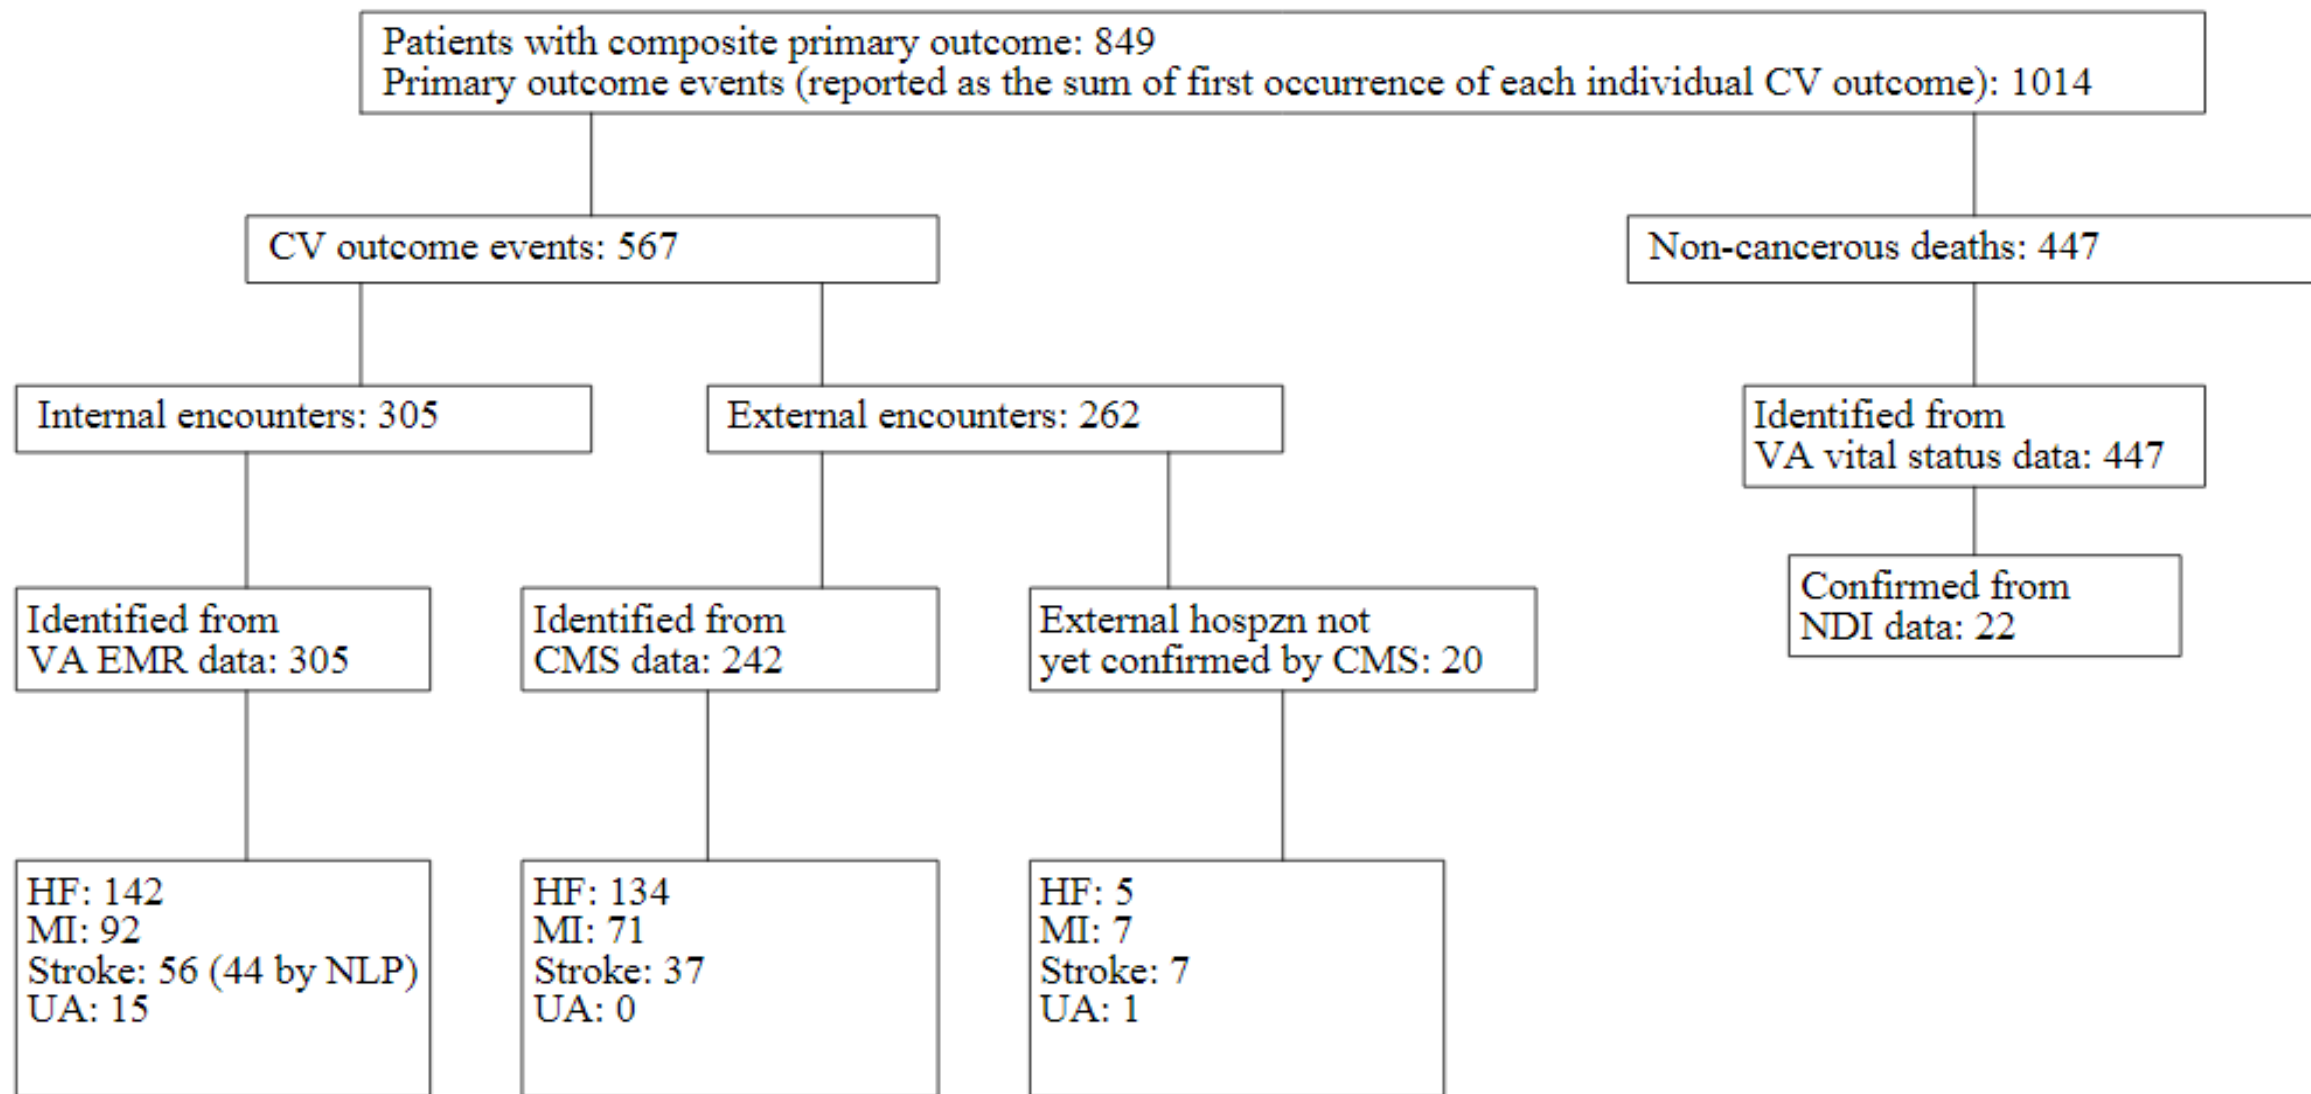 Patients with composite primary outcome: 849
Primary outcome events (reported as the sum of first occurrence of each individual CV outcome): 1014
CV outcome events: 567
Non-cancerous deaths: 447
Internal encounters: 305
External encounters: 262
Identified from
VA vital status data: 447
Identified from
VA EMR data: 305
Identified from
CMS data: 242
External hospzn not
yet confirmed by CMS: 20
Confirmed from
NDI data: 22
HF: 142
MI: 92
Stroke: 56 (44 by NLP)
UA: 15
HF: 134
MI: 71
Stroke: 37
UA: 0
HF: 5
MI: 7
Stroke: 7
UA: 1